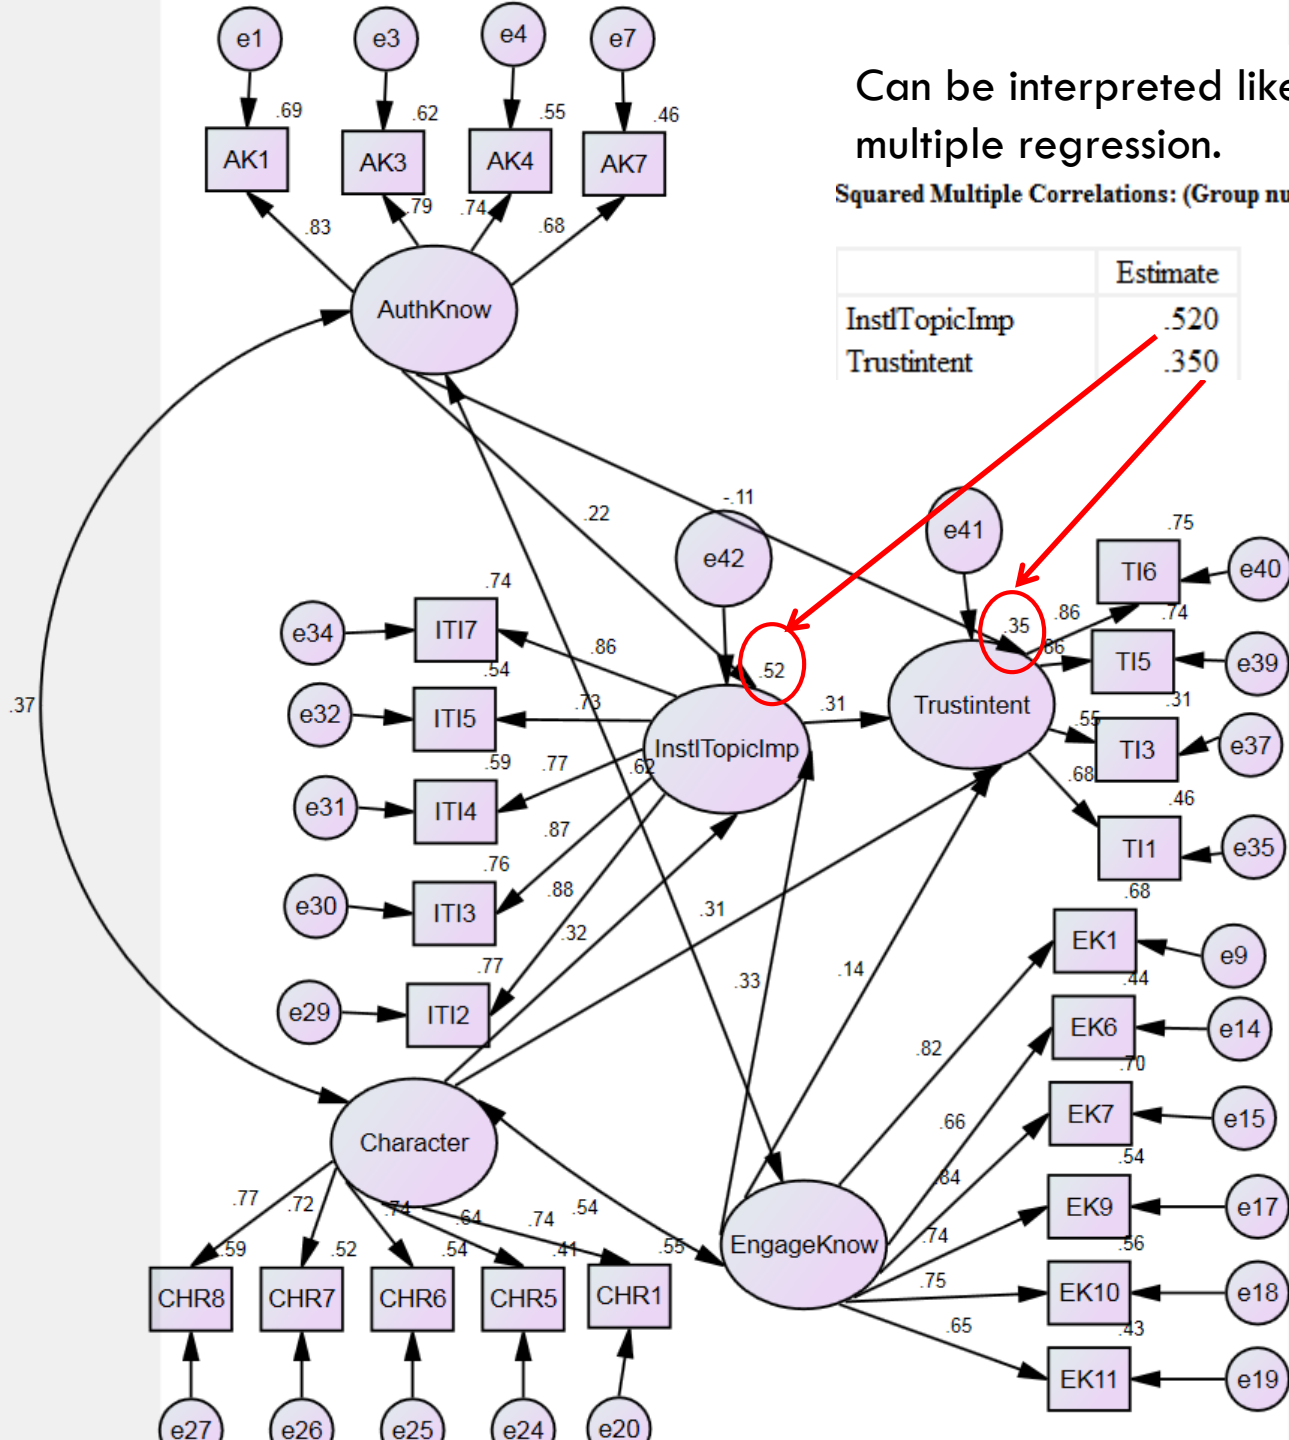 e1 e3 e4 e7
.69 .62 .55 .46
AK1 AK3 AK4 AK7
.83 .79 .74 .68
AuthKnow
Can be interpreted like
multiple regression.
Squared Multiple Correlations: (Group nu
Estimate
InstlTopicImp .520
Trustintent .350
.37
.22
-.11
e42
e41
.52
.35
InstlTopicImp
.31
Trustintent
.75
TI6 e40
.86
.74
.86
TI5 e39
.31
.55
TI3 e37
.46
.68
TI1 e35
.74
e34 ITI7
.86
.54
e32 ITI5
.73
.59
e31 ITI4
.77
.62
.76
e30 ITI3
.87
.77
e29 ITI2
.88
.32
.31
.33
.14
Character
.54
EngageKnow
.68
EK1 e9
.82
.44
EK6 e14
.66
.70
EK7 e15
.84
.54
EK9 e17
.74
.56
EK10 e18
.75
.43
EK11 e19
.65
.77 .72 .74 .64 .74
.59 .52 .54 .41 .55
CHR8 CHR7 CHR6 CHR5 CHR1
e27 e26 e25 e24 e20